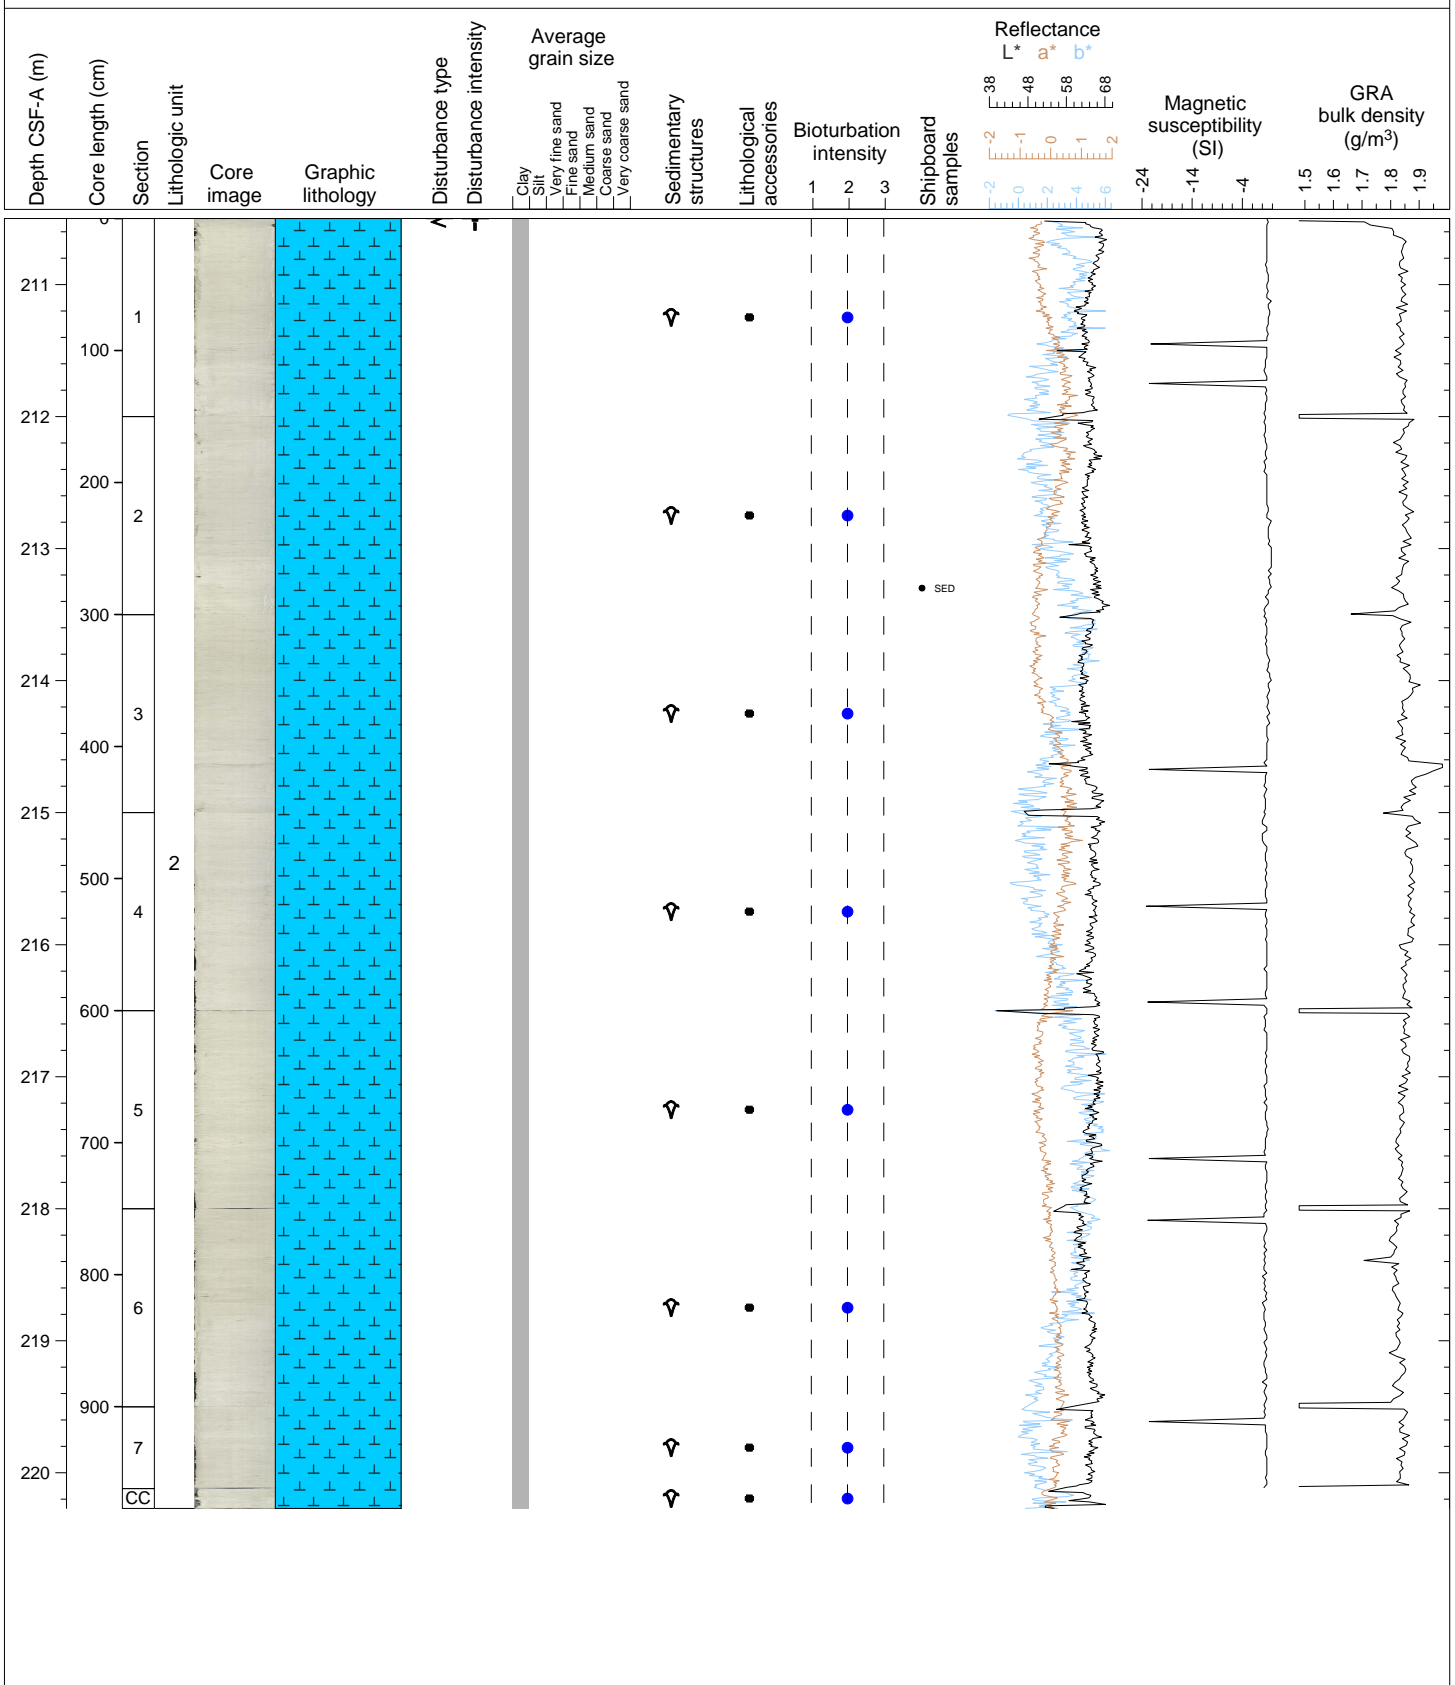 Depth CSF-A (m)
Core length (cm)
Section
Lithologic unit
Core
image
Graphic
lithology
Disturbance type
Disturbance intensity
Average
grain size
Clay
Silt
Very fine sand
Fine sand
Medium sand
Coarse sand
Very coarse sand
Sedimentary
structures
Lithological
accessories
Bioturbation
intensity
1 2 3
Shipboard
samples
Reflectance
L* a* b*
38 48 58 68
-2 -1 0 1 2
-2 0 2 4 6
Magnetic
susceptibility
(SI)
-24 -14 -4
GRA
bulk density
(g/m3)
1.5 1.6 1.7 1.8 1.9
0
211
1
100
212
200
2
213
SED
300
214
3
400
215
2
500
4
216
600
217
5
700
218
800
6
219
900
7
220
CC